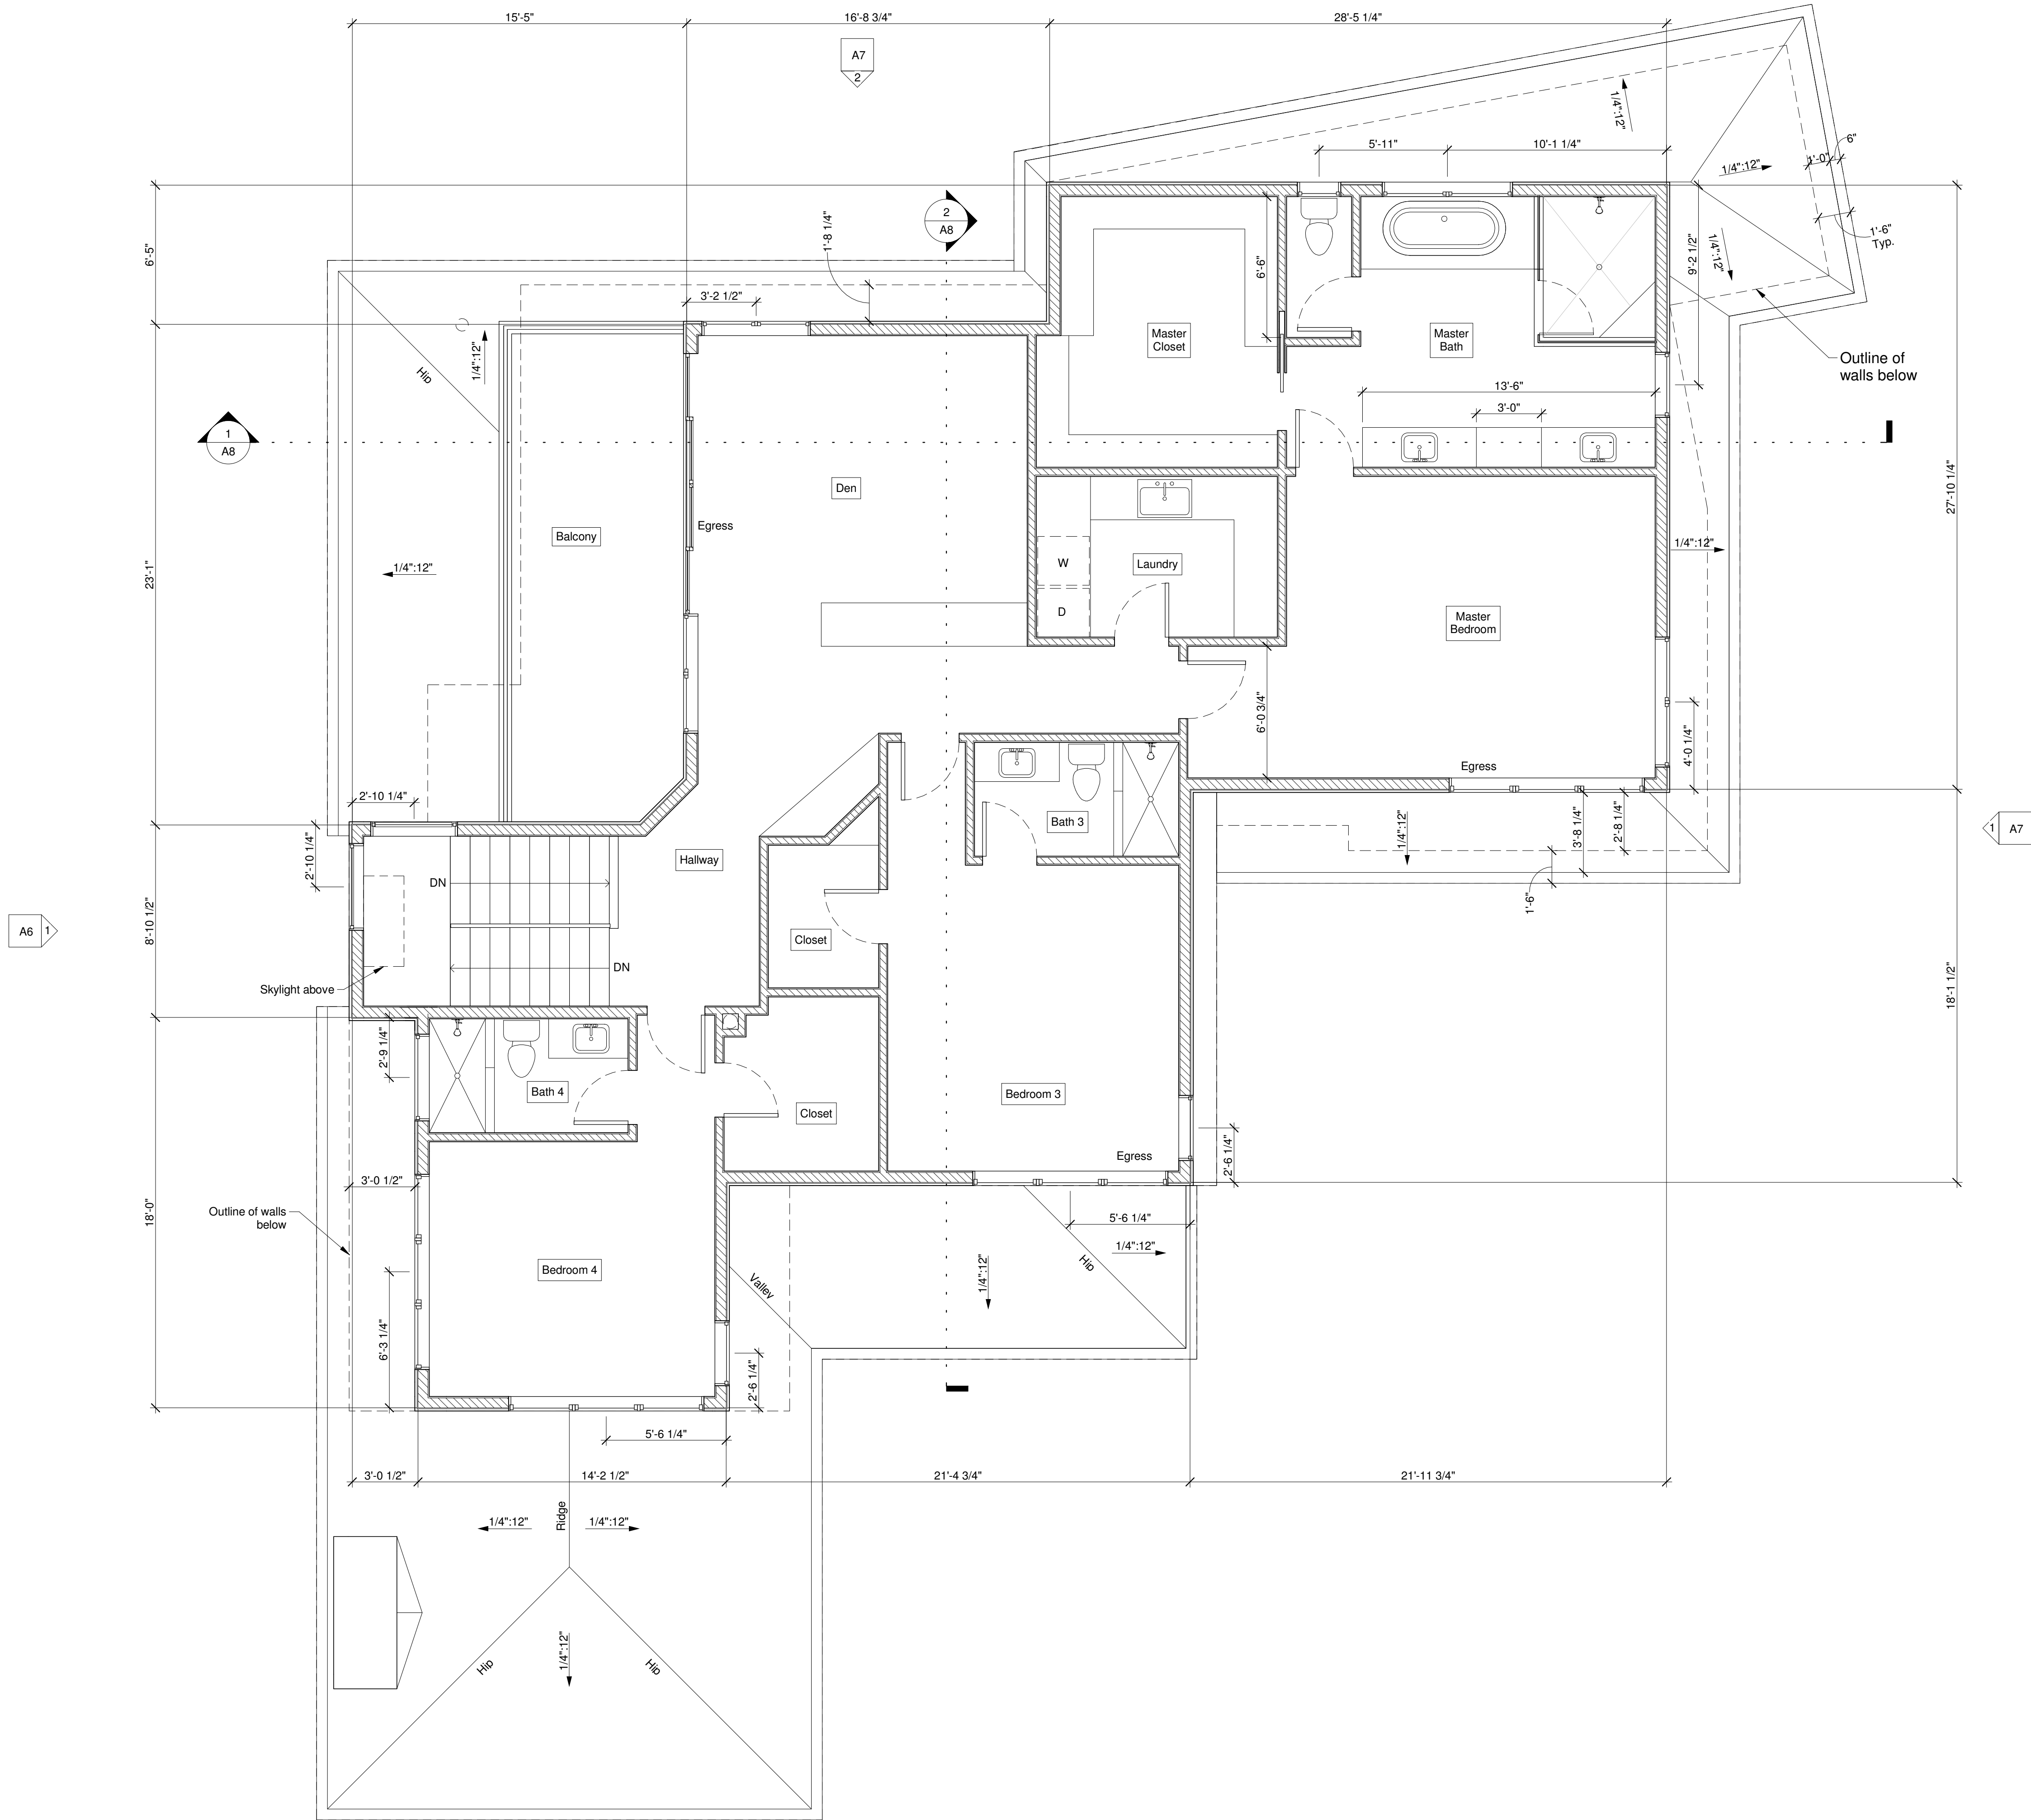 15'-5"
16'-8 3/4"
28'-5 1/4"
A7
2
1/4":12"
5'-11"
10'-1 1/4"
6"
1'-0"
1/4":12"
1'-6"
Typ.
1/4":12"
9'-2 1/2"
2
A8
1'-8 1/4"
6'-5"
6'-6"
3'-2 1/2"
Master
Closet
Master
Bath
Outline of
walls below
1/4":12"
Hip
13'-6"
3'-0"
1
A8
Den
27'-10 1/4"
Egress
Balcony
1/4":12"
W
Laundry
1/4":12"
23'-1"
D
Master
Bedroom
6'-0 3/4"
4'-0 1/4"
Egress
2'-10 1/4"
Bath 3
1/4":12"
3'-8 1/4"
2'-8 1/4"
1
A7
2'-10 1/4"
Hallway
DN
1'-6"
8'-10 1/2"
A6
1
Closet
DN
Skylight above
18'-1 1/2"
2'-9 1/4"
Bath 4
Bedroom 3
Closet
Egress
2'-6 1/4"
3'-0 1/2"
18'-0"
Outline of walls
below
5'-6 1/4"
1/4":12"
Hip
1/4":12"
Bedroom 4
Valley
6'-3 1/4"
2'-6 1/4"
5'-6 1/4"
3'-0 1/2"
14'-2 1/2"
21'-4 3/4"
21'-11 3/4"
Ridge
1/4":12"
1/4":12"
1/4":12"
Hip
Hip